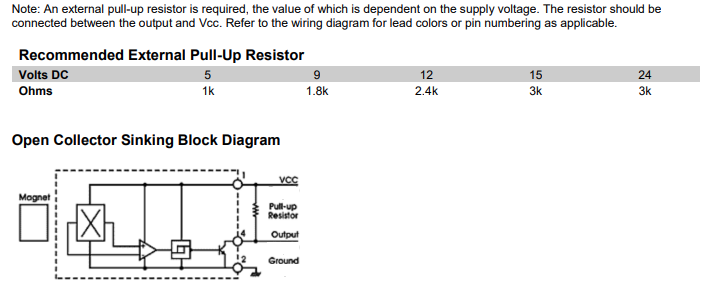 Note: An external pull-up resistor is required, the value of which is dependent on the supply voltage. The resistor should be
connected between the output and Vcc. Refer to the wiring diagram for lead colors or pin numbering as applicable.
Recommended External Pull-Up Resistor
Volts DC 5 9 12 15 24
Ohms 1k 1.8k 2.4k 3k 3k
Open Collector Sinking Block Diagram
1
VCC
Magnet
Pull-up
Resistor
4
Output
2
Ground